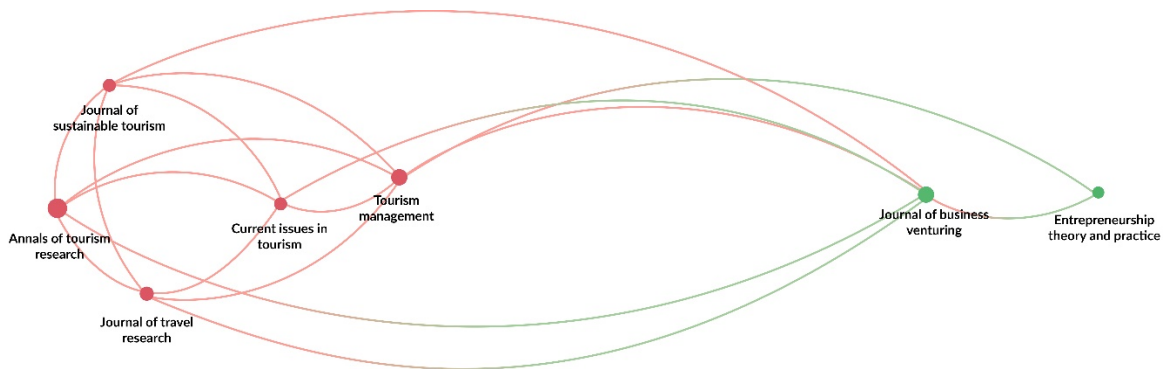 Journal of
sustainable tourism
Tourism
management
Current issues in
tourism
Annals of tourism
research
Journal of travel
research
Journal of business
venturing
Entrepreneurship
theory and practice